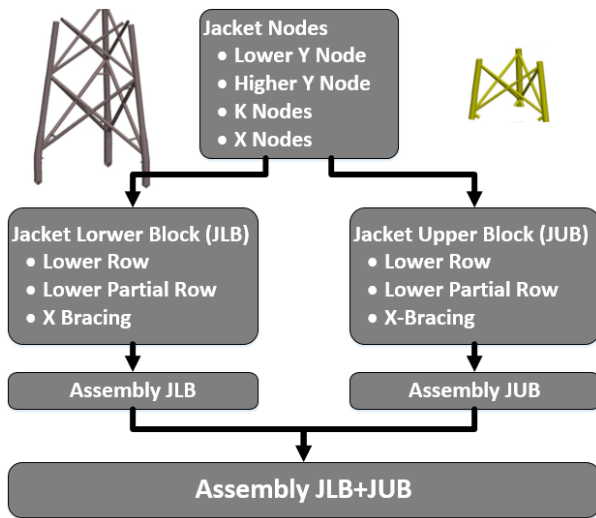 Jacket Nodes
• Lower Y Node
• Higher Y Node
• K Nodes
• X Nodes
Jacket Lorwer Block (JLB)
• Lower Row
• Lower Partial Row
• X Bracing
Jacket Upper Block (JUB)
• Lower Row
• Lower Partial Row
• X-Bracing
Assembly JLB
Assembly JUB
Assembly JLB+JUB